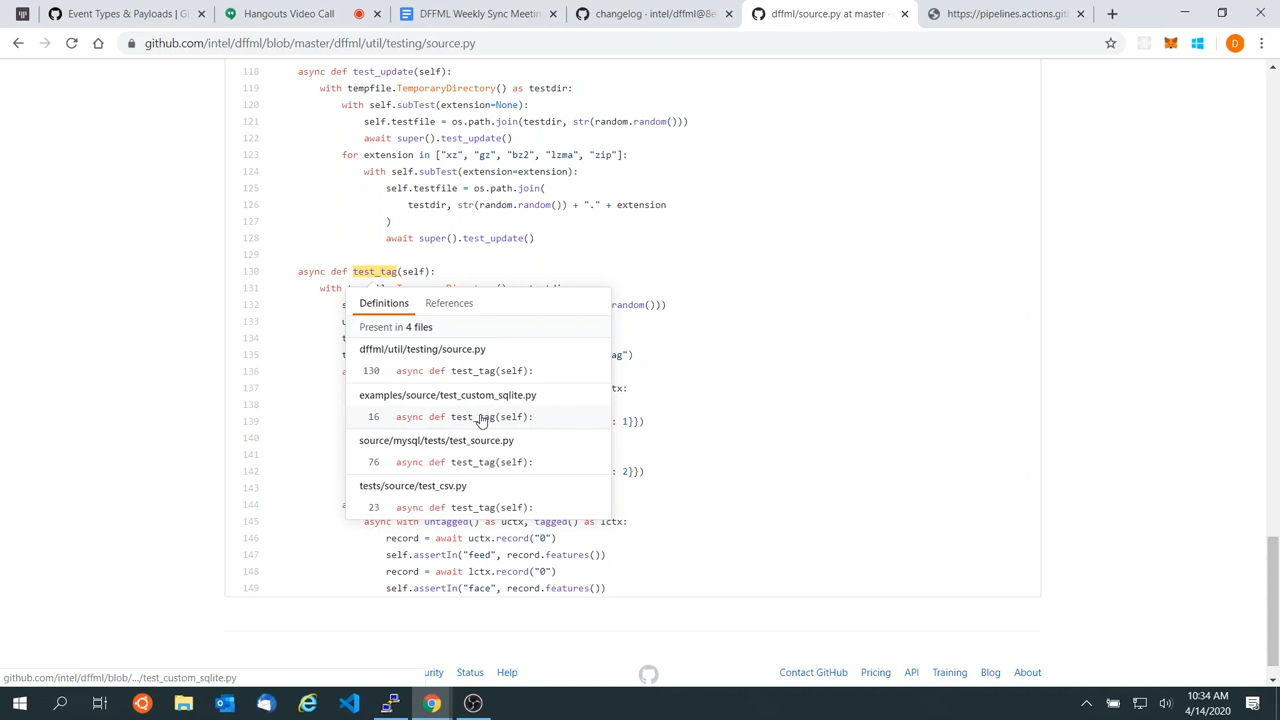 Event Types & Payloads | G
Hangouts Video Call
DFFML Weekly Sync Meetin
changelog - intel/dffml@8e
dffml/source.py at master ·
https://pipelines.actions.git
github.com/intel/dffml/blob/master/dffml/util/testing/source.py
D
118 async def test_update(self):
119 with tempfile.TemporaryDirectory() as testdir:
120 with self.subTest(extension=None):
121 self.testfile = os.path.join(testdir, str(random.random()))
122 await super().test_update()
123 for extension in ["xz", "gz", "bz2", "lzma", "zip"]:
124 with self.subTest(extension=extension):
125 self.testfile = os.path.join(
126 testdir, str(random.random()) + "." + extension
127 )
128 await super().test_update()
129
130 async def test_tag(self):
131 with
132 andom()))
133
134
135 ag")
136
137 tx:
138
139 : 1}})
140
141
142 : 2}})
143
144
145 async with untagged() as uctx, tagged() as lctx:
146 record = await uctx.record("0")
147 self.assertIn("feed", record.features())
148 record = await lctx.record("0")
149 self.assertIn("face", record.features())
Definitions References
Present in 4 files
dffml/util/testing/source.py
130 async def test_tag(self):
examples/source/test_custom_sqlite.py
16 async def test_tag(self):
source/mysql/tests/test_source.py
76 async def test_tag(self):
tests/source/test_csv.py
23 async def test_tag(self):
urity Status Help
Contact GitHub Pricing API Training Blog About
github.com/intel/dffml/blob/.../test_custom_sqlite.py
10:34 AM
4/14/2020